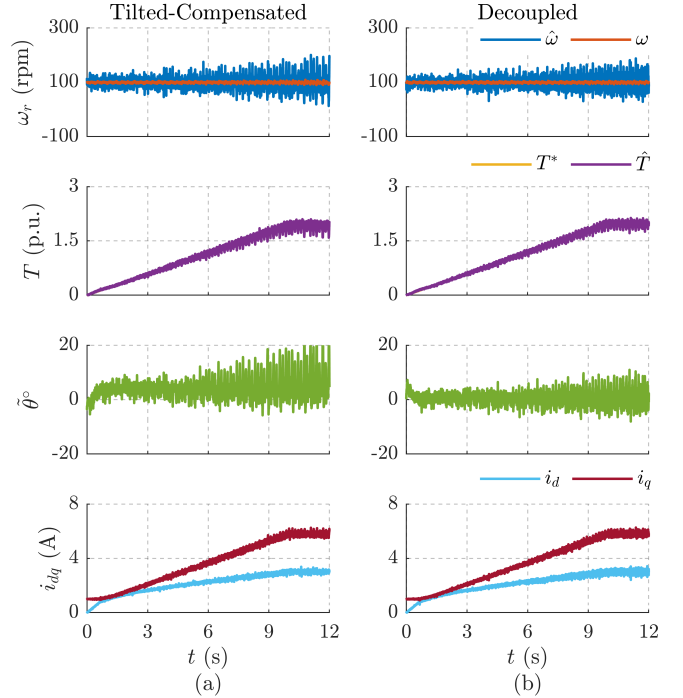 Tilted-Compensated
Decoupled
ω_r (rpm)
300
100
-100
300
100
-100
ω̂ ω
T (p.u.)
3
1.5
0
3
1.5
0
T* T̂
θ̃°
20
0
-20
20
0
-20
i_dq (A)
8
4
0
8
4
0
i_d i_q
0 3 6 9 12
0 3 6 9 12
t (s)
t (s)
(a)
(b)